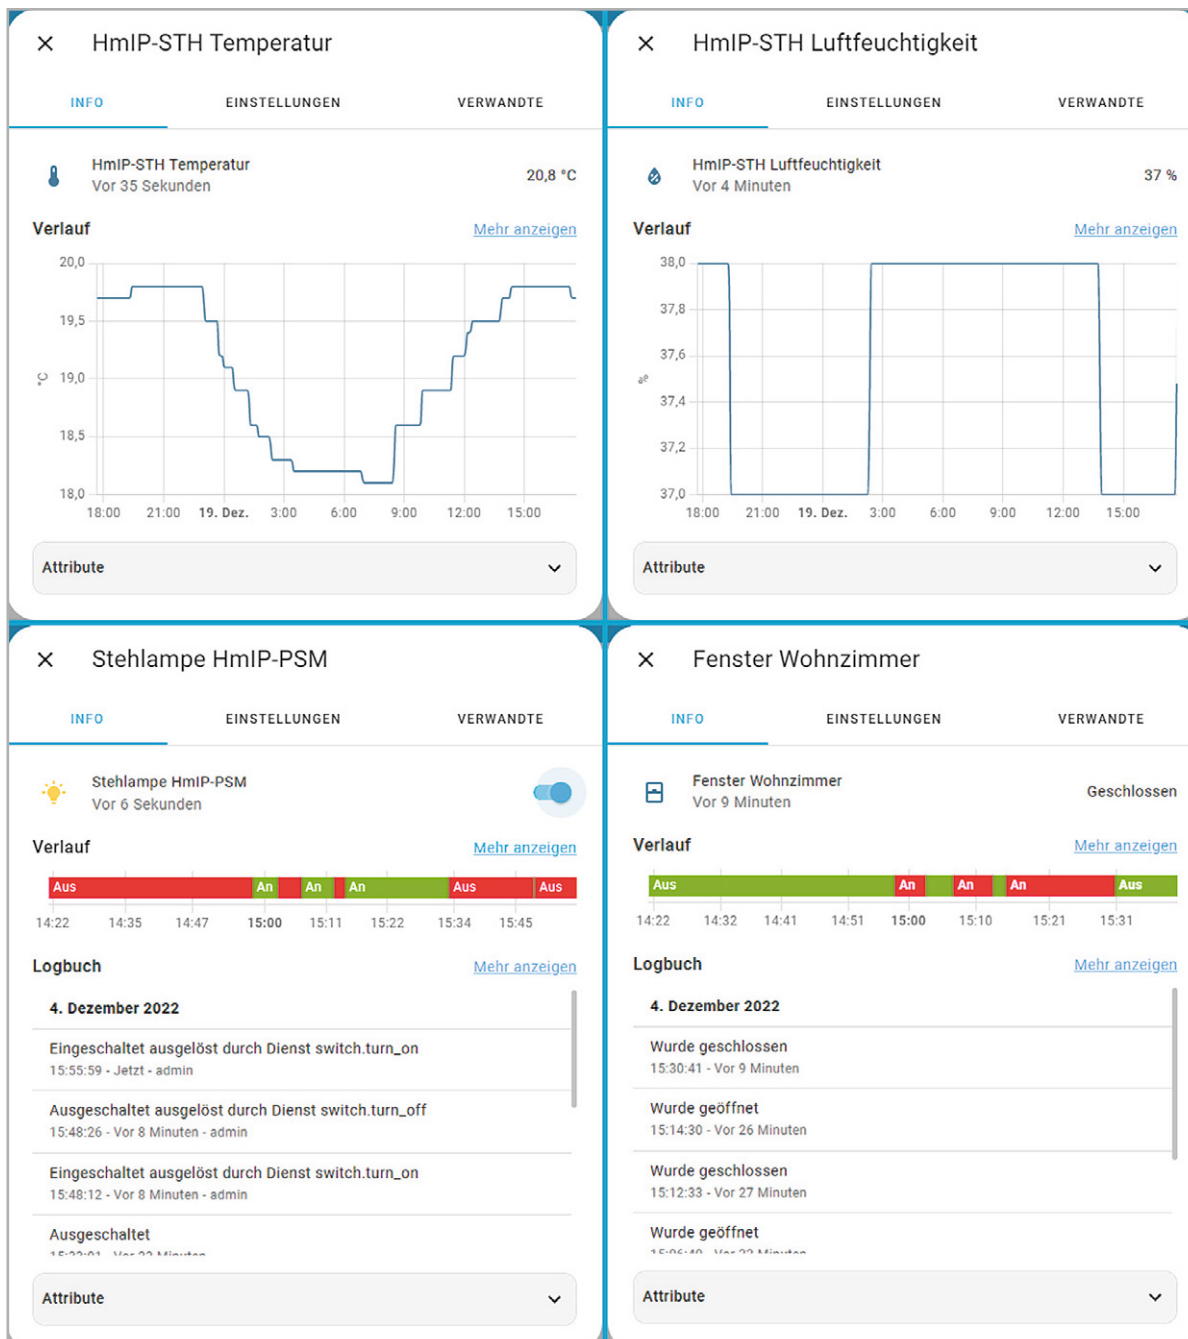 HmIP-STH Temperatur
INFO EINSTELLUNGEN VERWANDTE
HmIP-STH Temperatur
Vor 35 Sekunden
20,8 °C
Verlauf Mehr anzeigen
20,0
19,5
19,0
18,5
18,0
°C
18:00 21:00 19. Dez. 3:00 6:00 9:00 12:00 15:00
Attribute
HmIP-STH Luftfeuchtigkeit
INFO EINSTELLUNGEN VERWANDTE
HmIP-STH Luftfeuchtigkeit
Vor 4 Minuten
37 %
Verlauf Mehr anzeigen
38,0
37,8
37,6
37,4
37,2
37,0
%
18:00 21:00 19. Dez. 3:00 6:00 9:00 12:00 15:00
Attribute
Stehlampe HmIP-PSM
INFO EINSTELLUNGEN VERWANDTE
Stehlampe HmIP-PSM
Vor 6 Sekunden
Verlauf Mehr anzeigen
Aus An An An Aus Aus
14:22 14:35 14:47 15:00 15:11 15:22 15:34 15:45
Logbuch Mehr anzeigen
4. Dezember 2022
Eingeschaltet ausgelöst durch Dienst switch.turn_on
15:55:59 - Jetzt - admin
Ausgeschaltet ausgelöst durch Dienst switch.turn_off
15:48:26 - Vor 8 Minuten - admin
Eingeschaltet ausgelöst durch Dienst switch.turn_on
15:48:12 - Vor 8 Minuten - admin
Ausgeschaltet
Attribute
Fenster Wohnzimmer
INFO EINSTELLUNGEN VERWANDTE
Fenster Wohnzimmer
Vor 9 Minuten
Geschlossen
Verlauf Mehr anzeigen
Aus An An An Aus
14:22 14:32 14:41 14:51 15:00 15:10 15:21 15:31
Logbuch Mehr anzeigen
4. Dezember 2022
Wurde geschlossen
15:30:41 - Vor 9 Minuten
Wurde geöffnet
15:14:30 - Vor 26 Minuten
Wurde geschlossen
15:12:33 - Vor 27 Minuten
Wurde geöffnet
Attribute